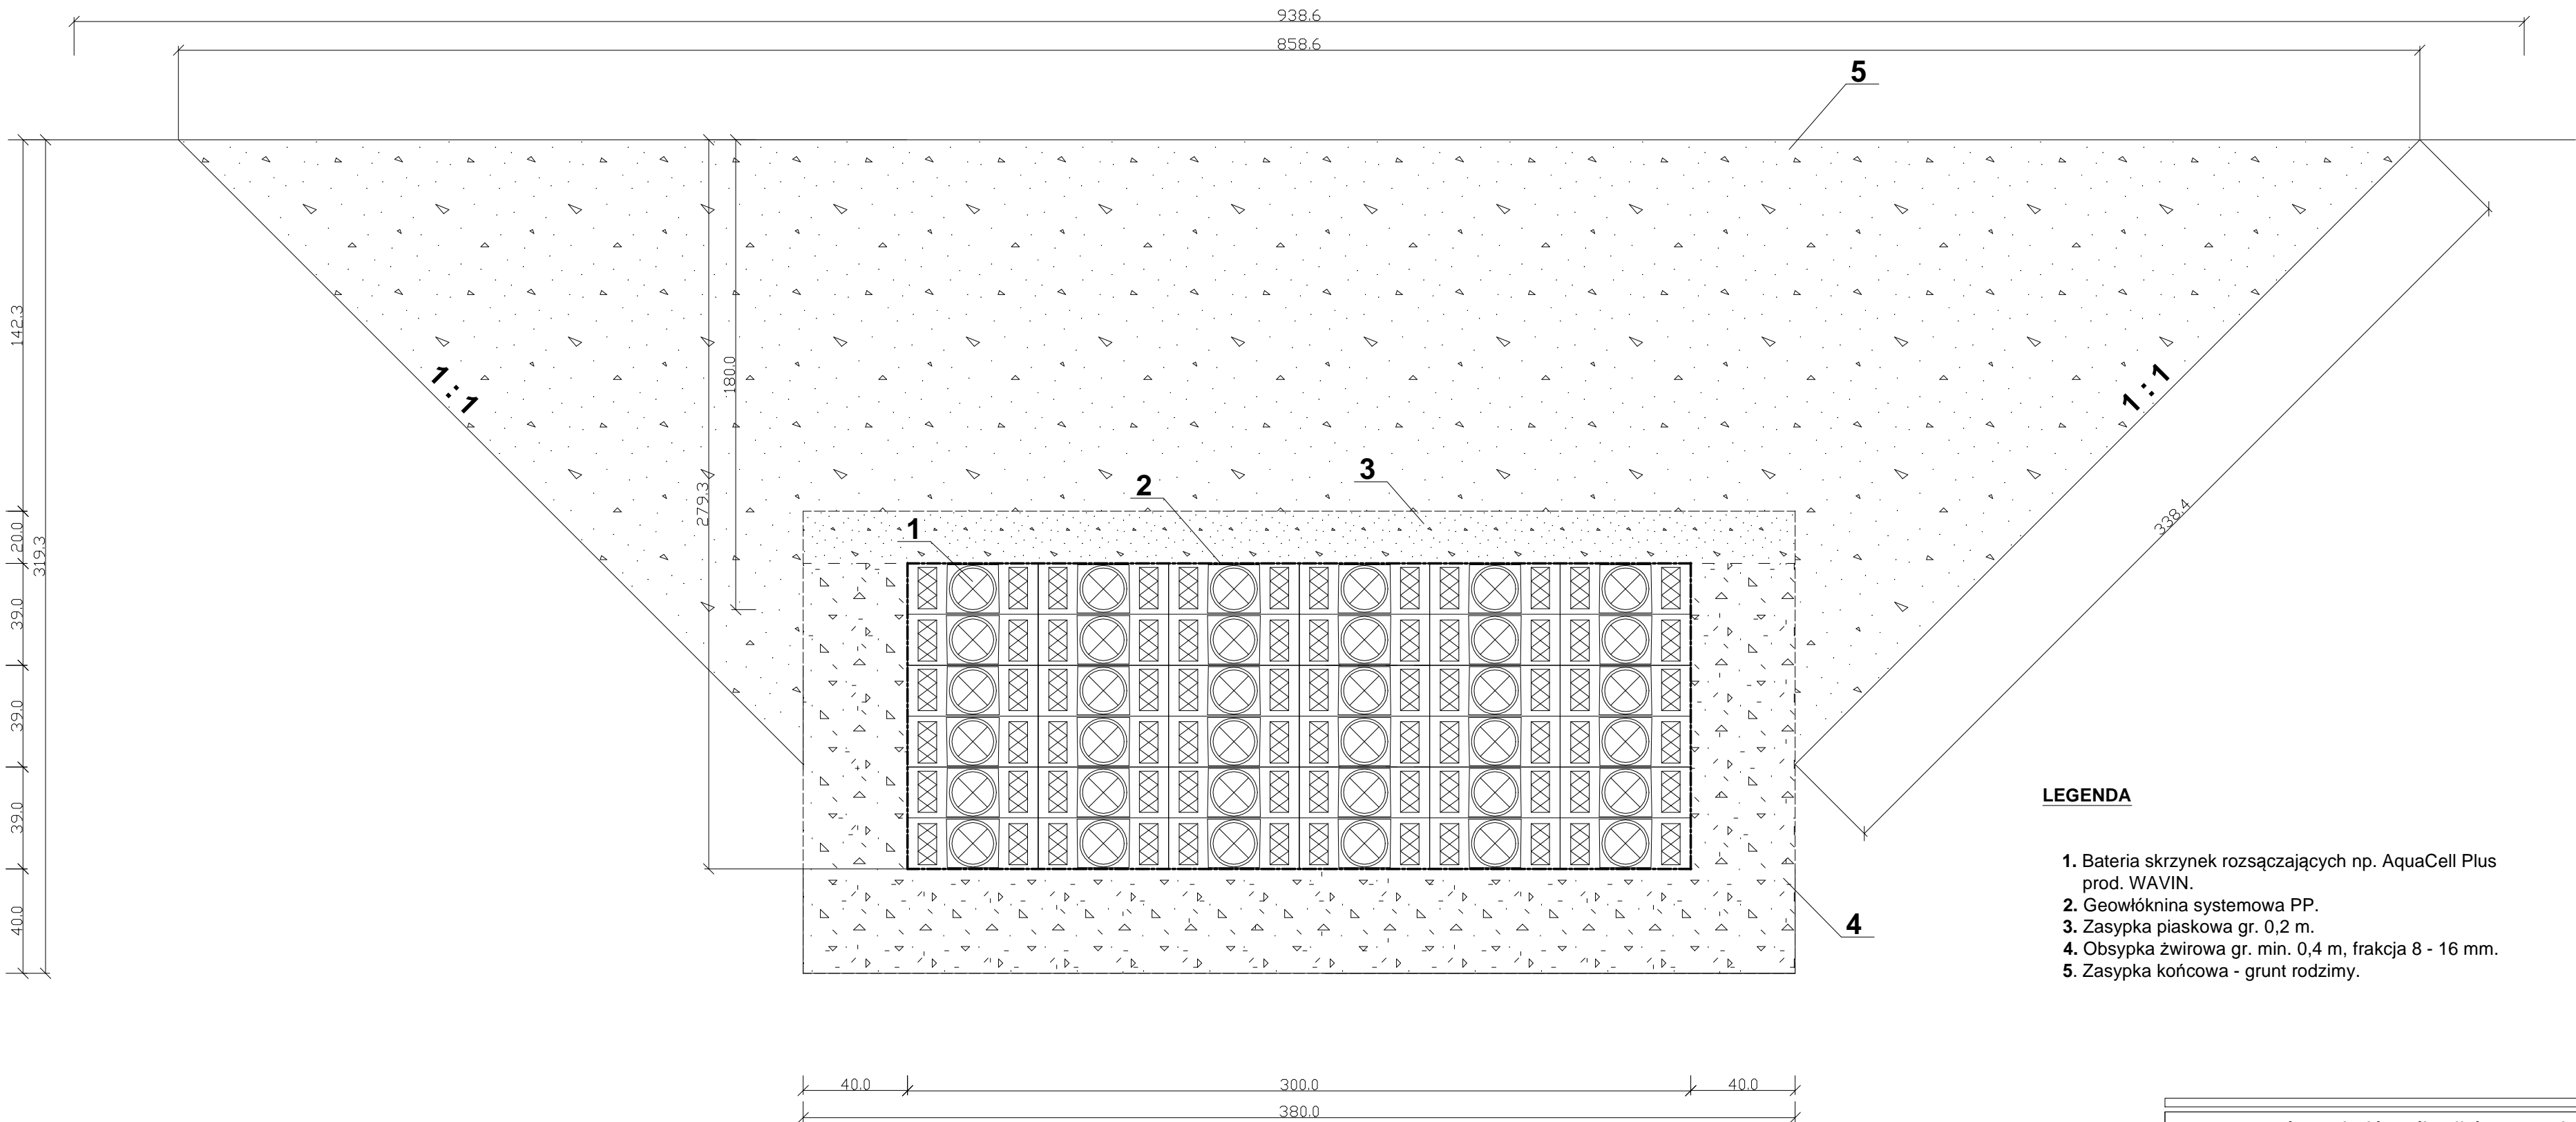 938.6
858.6
5
142.3
1 : 1
180.0
1 : 1
279.3
2
3
338.4
1
20.0
319.3
39.0
39.0
39.0
40.0
4
LEGENDA
1. Bateria skrzynek rozsączających np. AquaCell Plus
prod. WAVIN.
2. Geowłóknina systemowa PP.
3. Zasypka piaskowa gr. 0,2 m.
4. Obsypka żwirowa gr. min. 0,4 m, frakcja 8 - 16 mm.
5. Zasypka końcowa - grunt rodzimy.
40.0
300.0
40.0
380.0